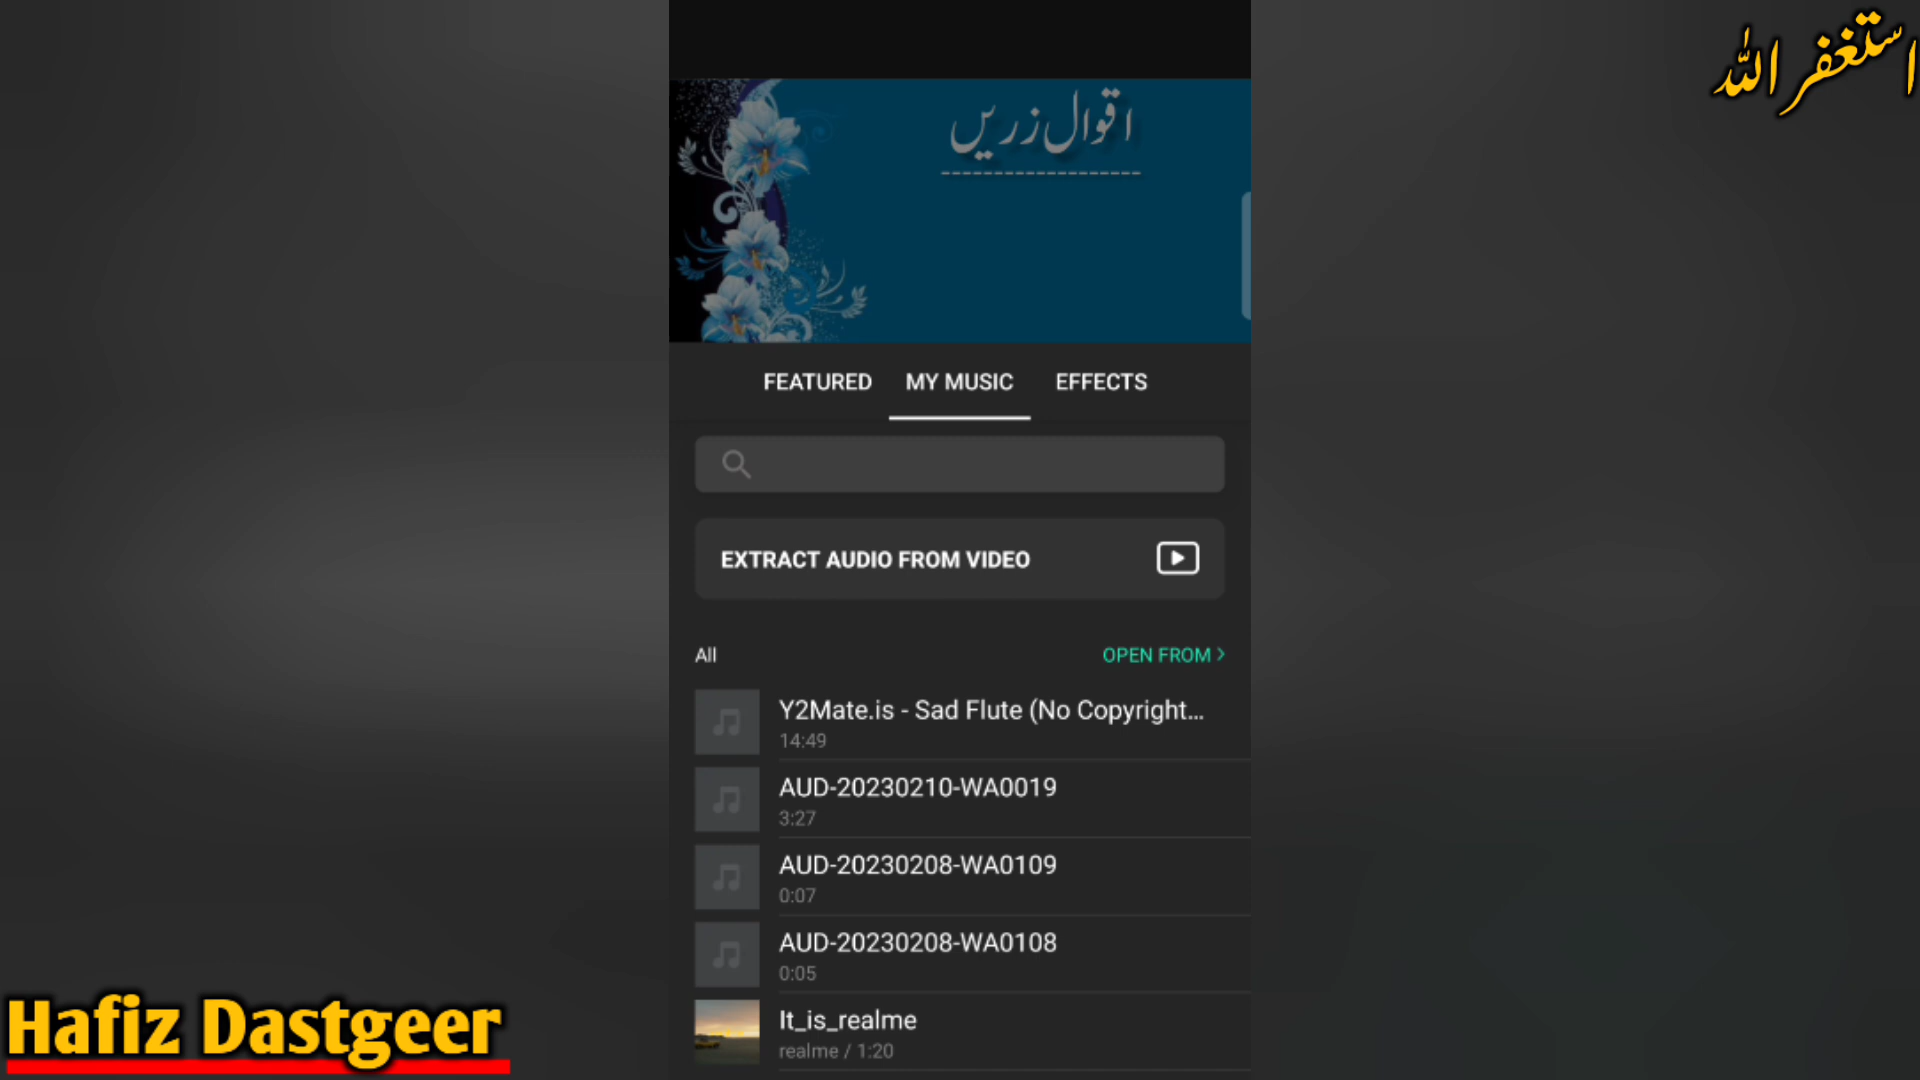 استغفر اللہ
اقوال زریں
-------------------
FEATURED MY MUSIC EFFECTS
EXTRACT AUDIO FROM VIDEO
All OPEN FROM >
Y2Mate.is - Sad Flute (No Copyright...
14:49
AUD-20230210-WA0019
3:27
AUD-20230208-WA0109
0:07
AUD-20230208-WA0108
0:05
It_is_realme
realme / 1:20
Hafiz Dastgeer